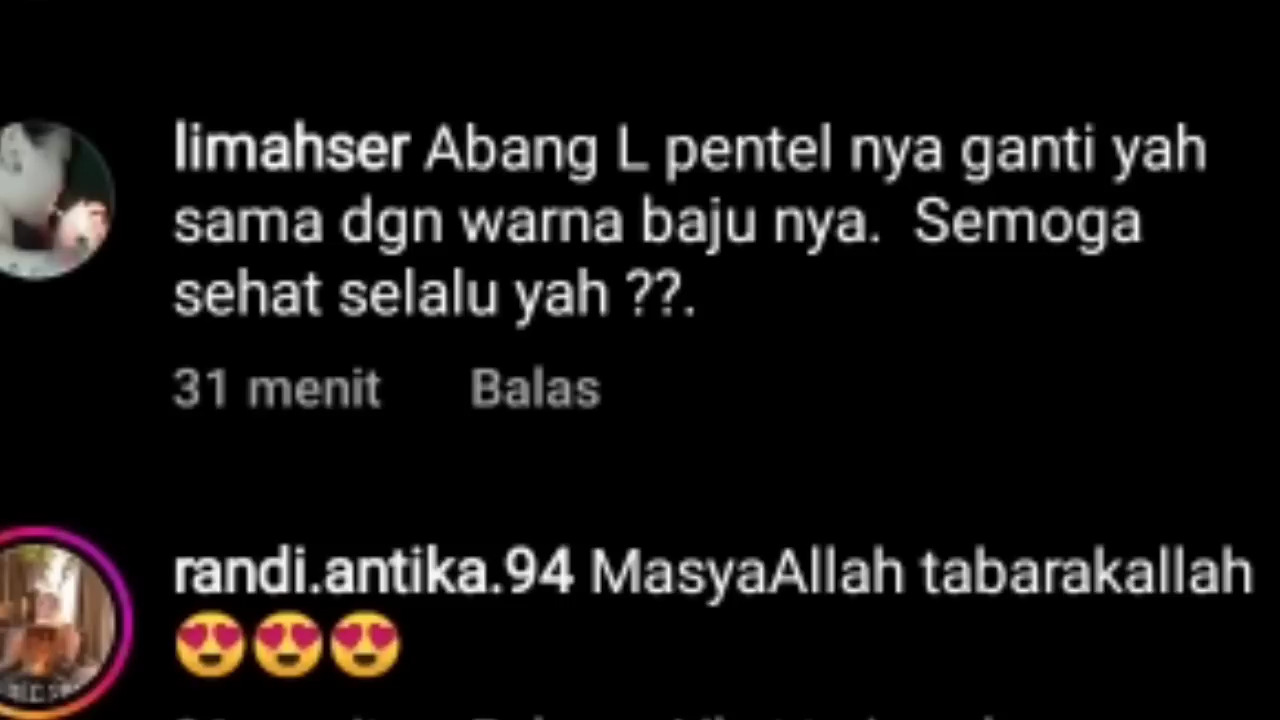 limahser Abang L pentel nya ganti yah
sama dgn warna baju nya. Semoga
sehat selalu yah ??.
31 menit Balas
randi.antika.94 MasyaAllah tabarakallah
😍😍😍